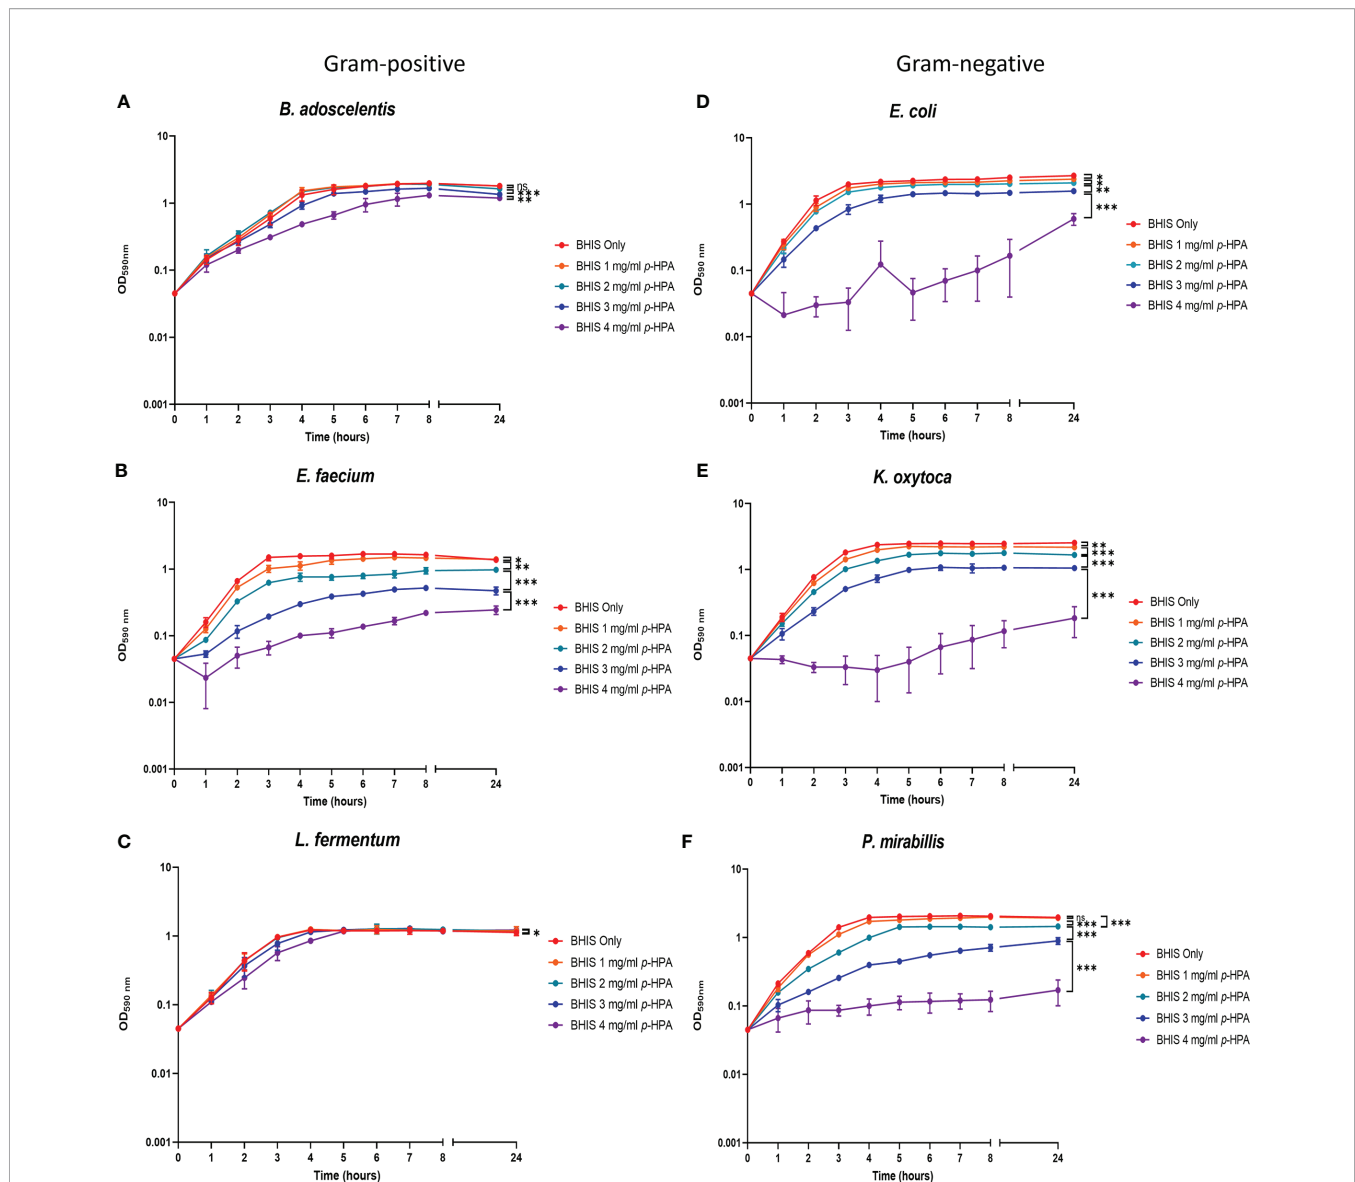 Gram-positive
Gram-negative
A
B. adoscelentis
OD590nm
10
1
0.1
0.01
0.001
0 1 2 3 4 5 6 7 8 24
Time (hours)
ns
***
**
BHIS Only
BHIS 1 mg/ml p-HPA
BHIS 2 mg/ml p-HPA
BHIS 3 mg/ml p-HPA
BHIS 4 mg/ml p-HPA
D
E. coli
OD590 nm
10
1
0.1
0.01
0.001
0 1 2 3 4 5 6 7 8 24
Time (hours)
*
*
**
***
BHIS Only
BHIS 1 mg/ml p-HPA
BHIS 2 mg/ml p-HPA
BHIS 3 mg/ml p-HPA
BHIS 4 mg/ml p-HPA
B
E. faecium
OD590 nm
10
1
0.1
0.01
0.001
0 1 2 3 4 5 6 7 8 24
Time (hours)
*
**
***
***
BHIS Only
BHIS 1 mg/ml p-HPA
BHIS 2 mg/ml p-HPA
BHIS 3 mg/ml p-HPA
BHIS 4 mg/ml p-HPA
E
K. oxytoca
OD590 nm
10
1
0.1
0.01
0.001
0 1 2 3 4 5 6 7 8 24
Time (hours)
**
***
***
***
BHIS Only
BHIS 1 mg/ml p-HPA
BHIS 2 mg/ml p-HPA
BHIS 3 mg/ml p-HPA
BHIS 4 mg/ml p-HPA
C
L. fermentum
OD590 nm
10
1
0.1
0.01
0.001
0 1 2 3 4 5 6 7 8 24
Time (hours)
*
BHIS Only
BHIS 1 mg/ml p-HPA
BHIS 2 mg/ml p-HPA
BHIS 3 mg/ml p-HPA
BHIS 4 mg/ml p-HPA
F
P. mirabillis
OD590nm
10
1
0.1
0.01
0.001
0 1 2 3 4 5 6 7 8 24
Time (hours)
ns
***
***
***
***
BHIS Only
BHIS 1 mg/ml p-HPA
BHIS 2 mg/ml p-HPA
BHIS 3 mg/ml p-HPA
BHIS 4 mg/ml p-HPA